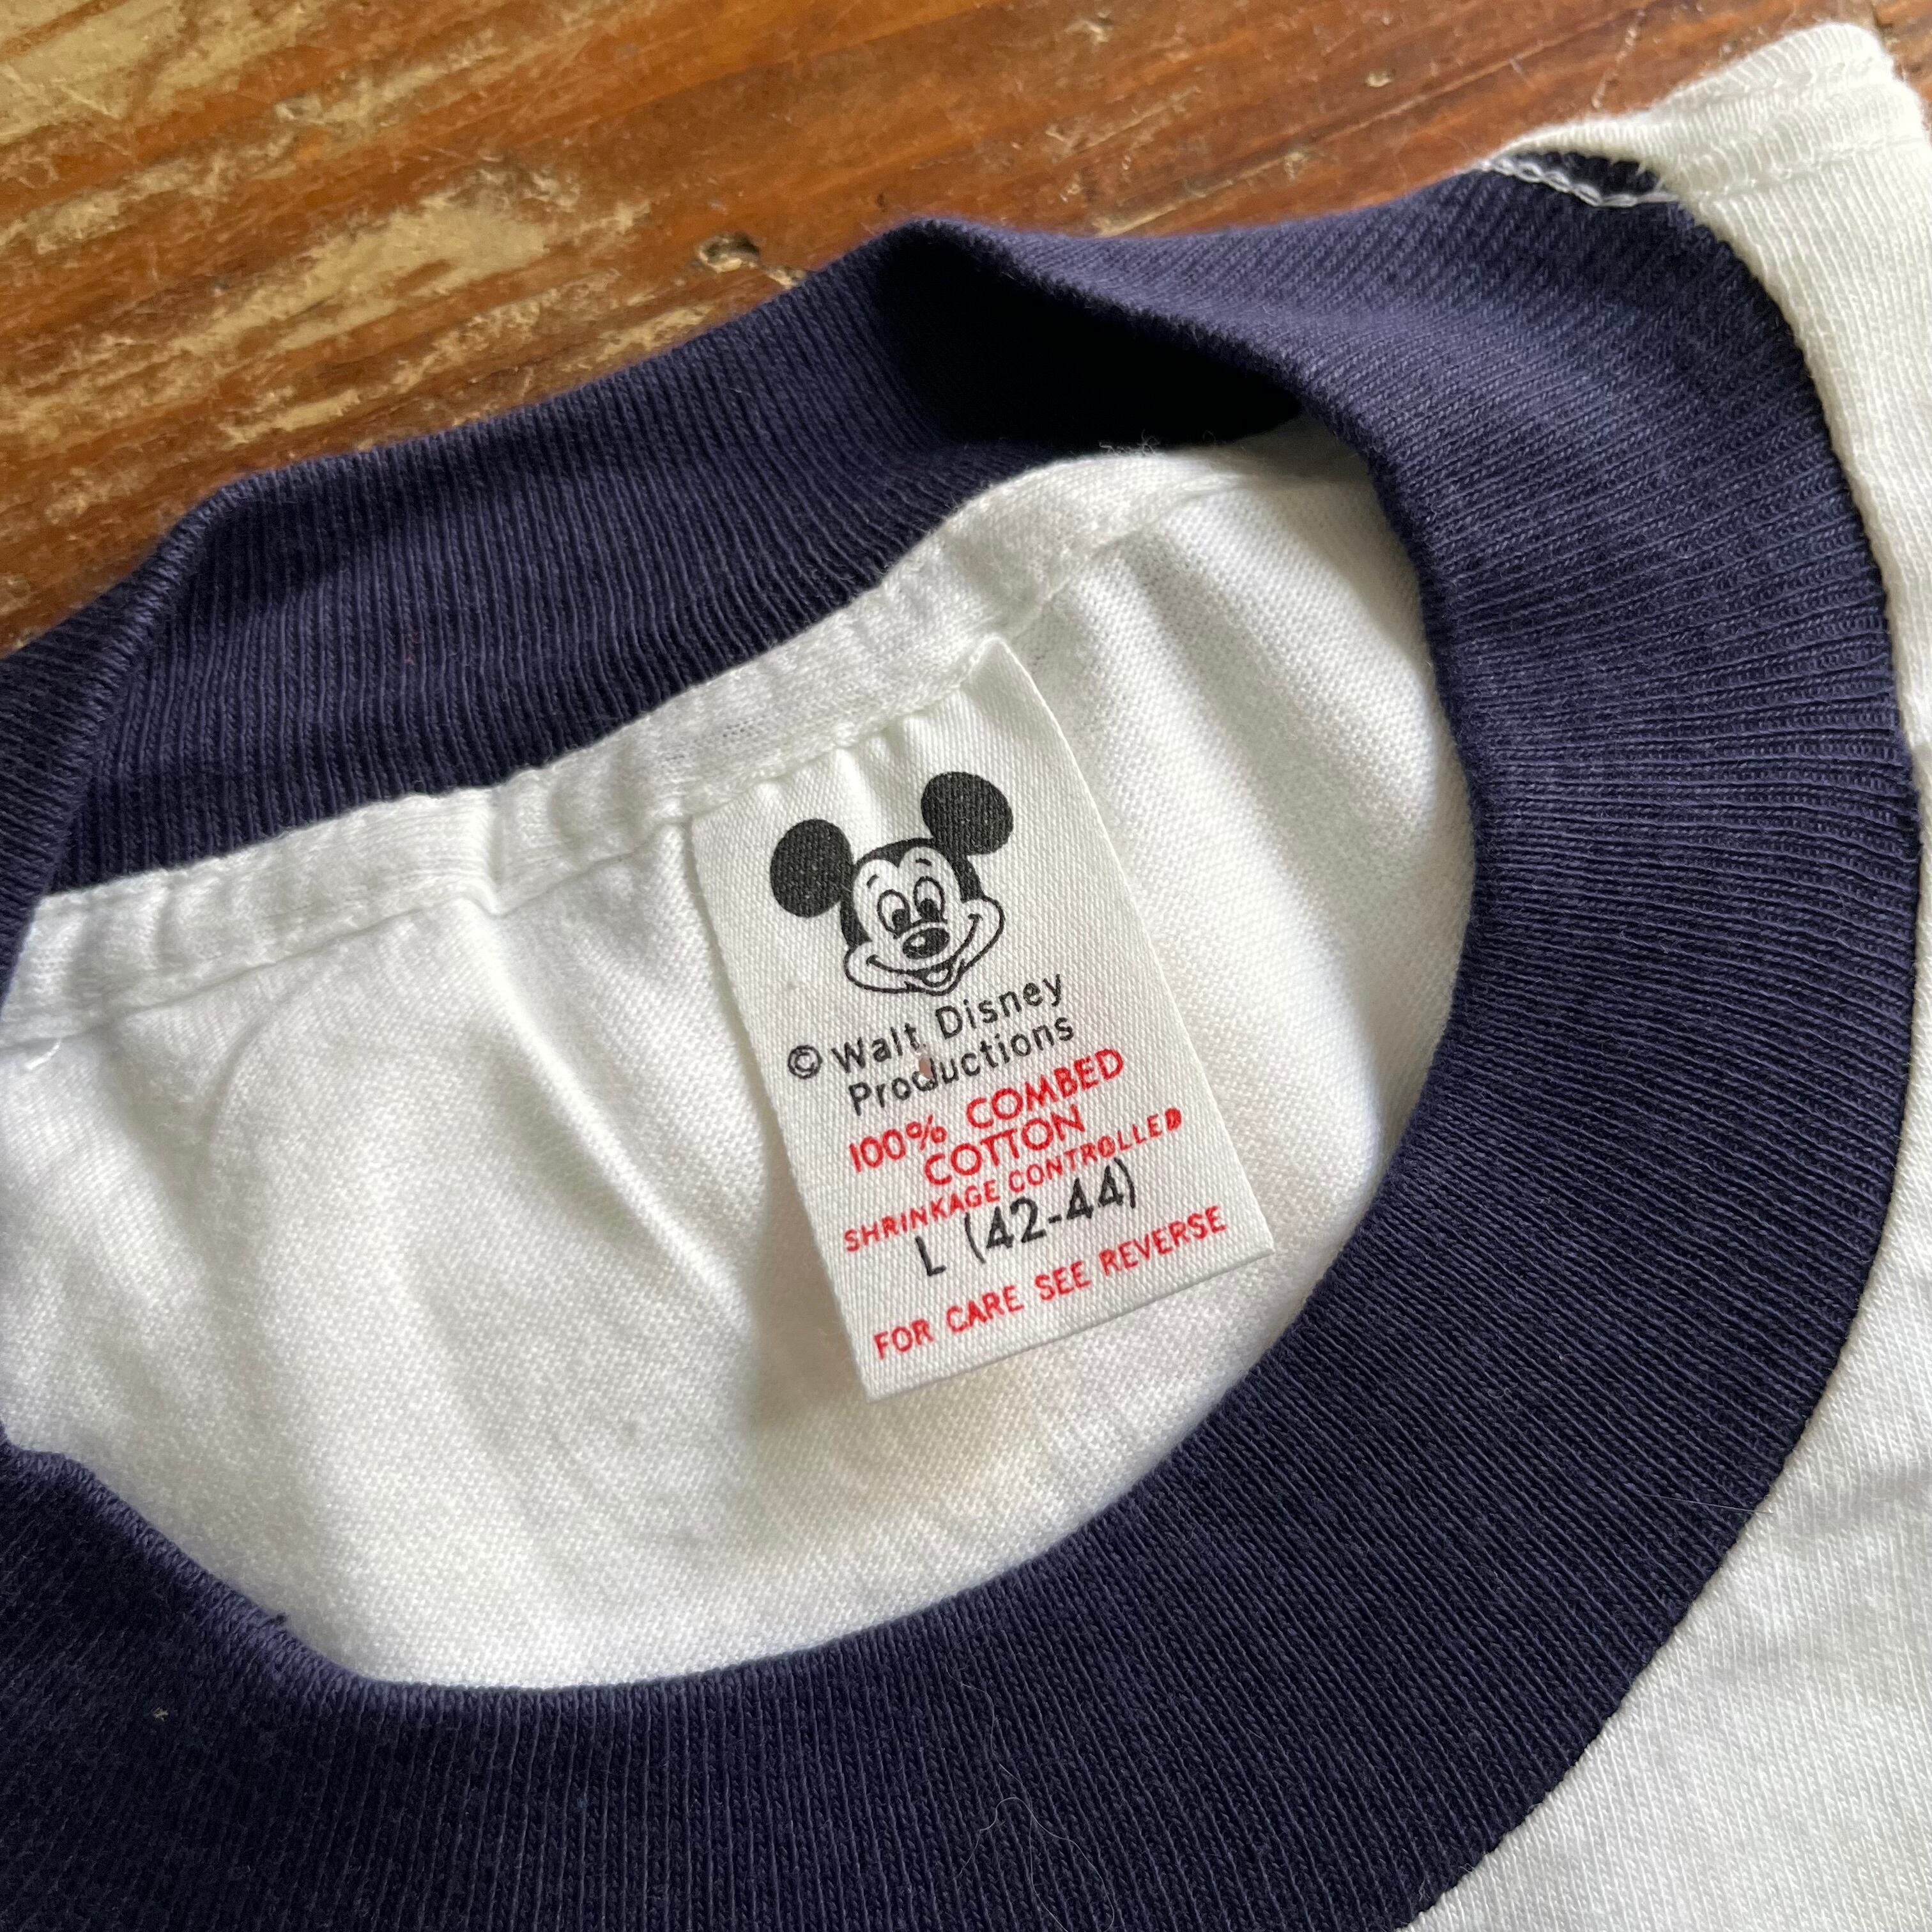 © Walt Disney
Productions
100% COMBED
COTTON
SHRINKAGE CONTROLLED
L (42-44)
FOR CARE SEE REVERSE